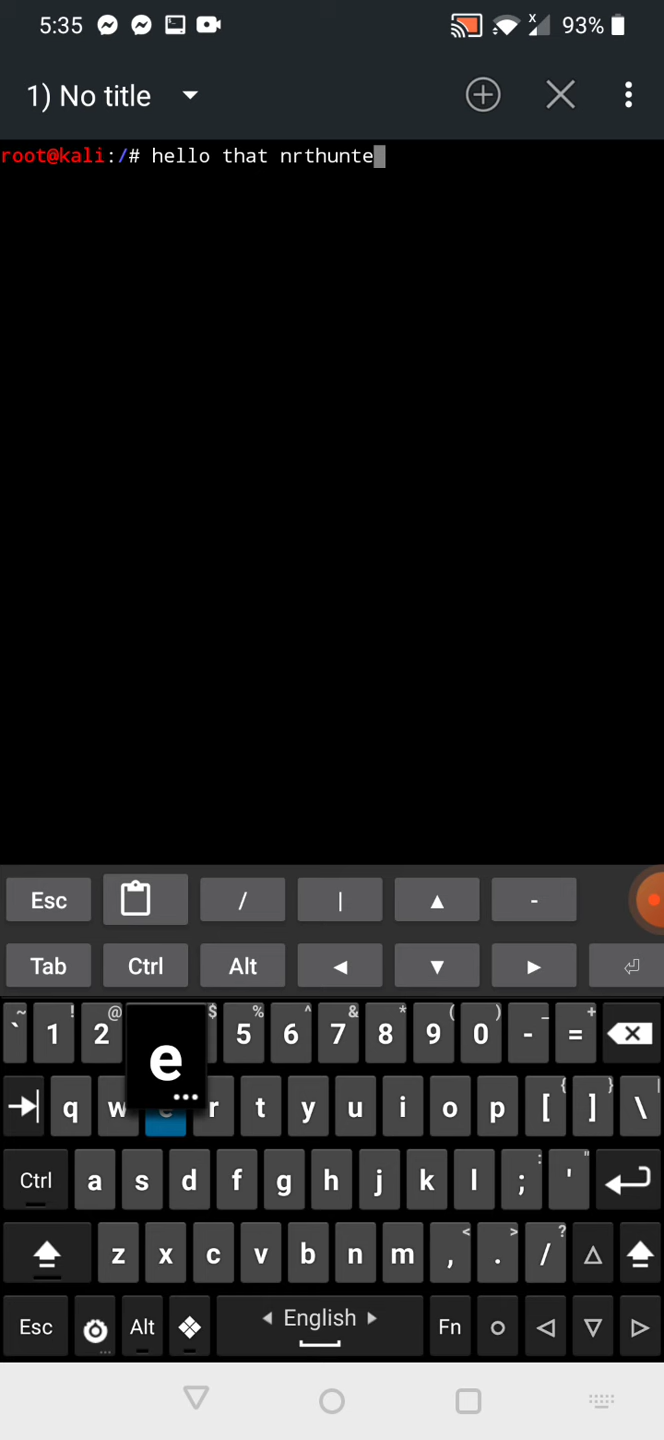 5:35 93%
1) No title
root@kali:/# hello that nrthunte
Esc / | ▲ -
Tab Ctrl Alt ◄ ▼ ►
~ ! @ $ % ^ & * ( ) _ +
` 1 2 5 6 7 8 9 0 - =
e
...
{ } |
q w e r t y u i o p [ ] \
: "
Ctrl a s d f g h j k l ; '
< > ?
z x c v b n m , . /
Esc Alt English Fn